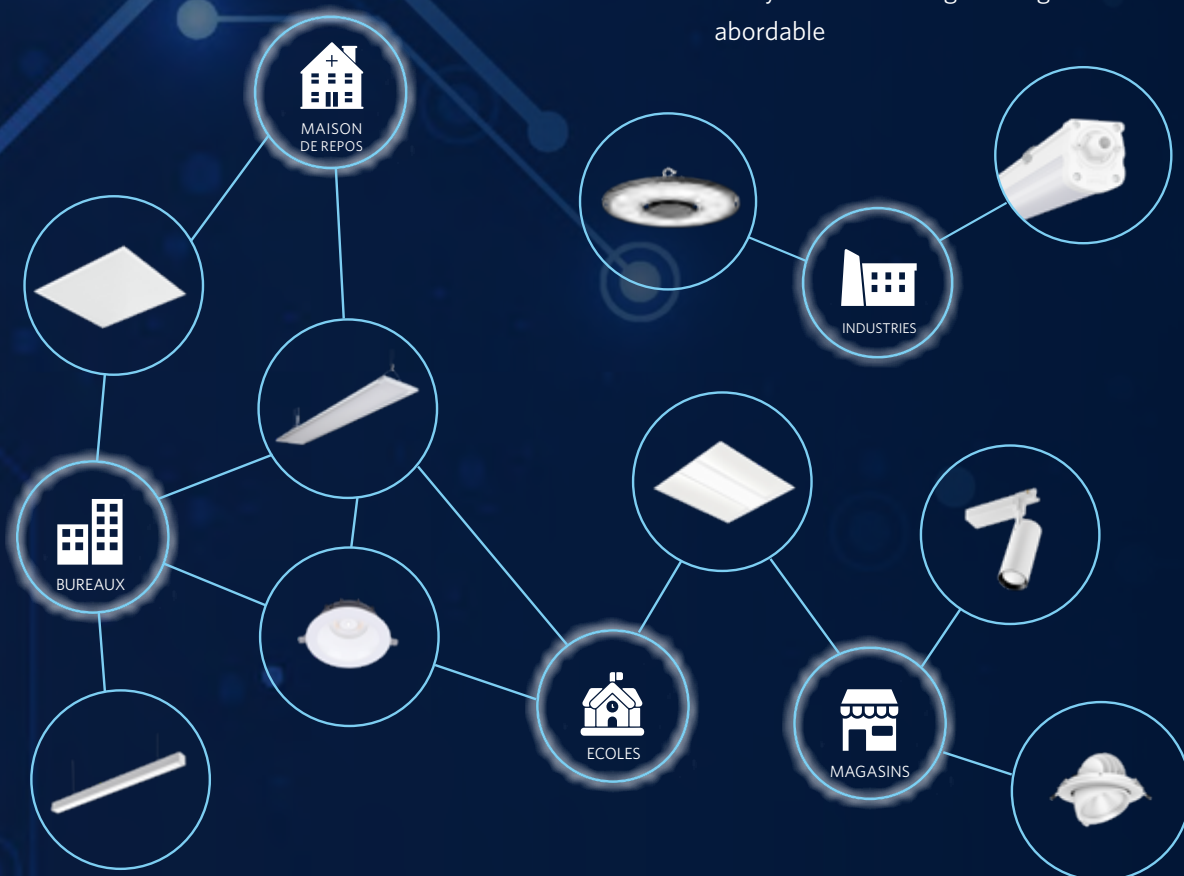 abordable
MAISON
DE REPOS
INDUSTRIES
BUREAUX
ECOLES
MAGASINS